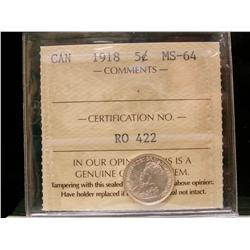 CAN 1918 5¢ MS-64
— COMMENTS —
— CERTIFICATION NO. —
RO 422
IN OUR OPIN IS A
GENUINE C EM.
Tampering with this sealed above opinion.
Have holder replaced if not intact.